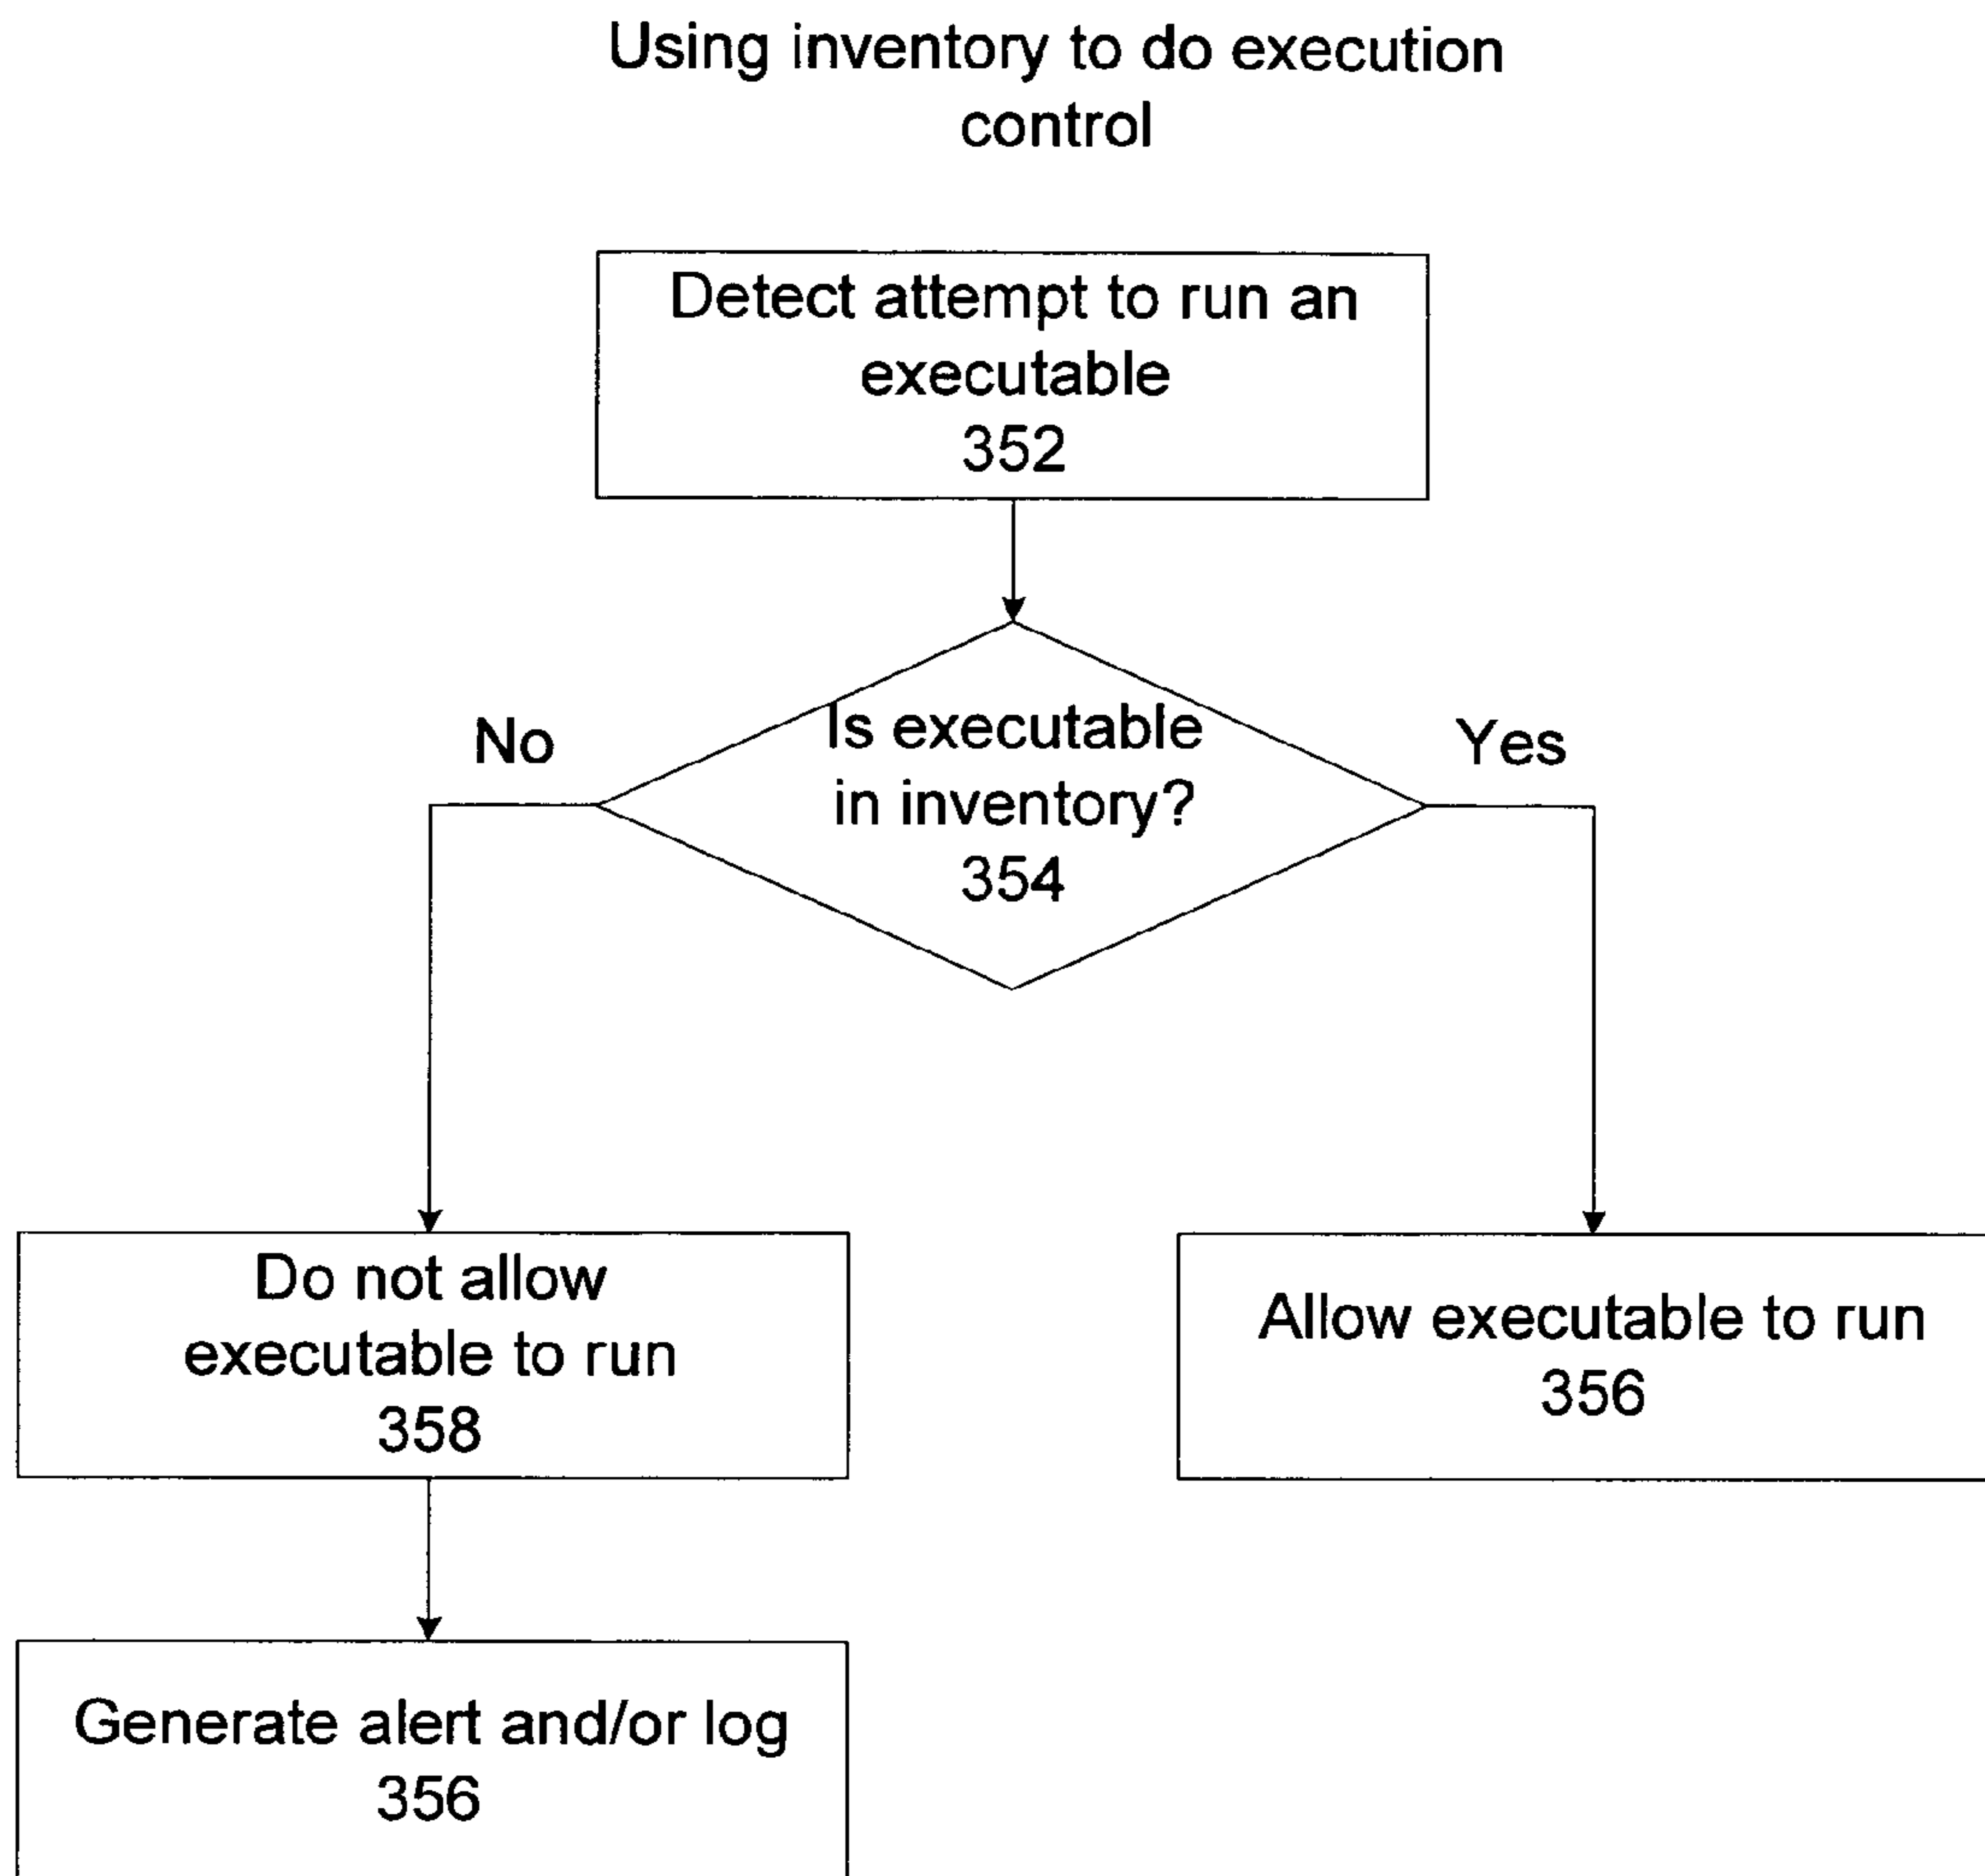 Using inventory to do execution
control
Detect attempt to run an
executable
352
Is executable
in inventory?
354
No
Yes
Do not allow
executable to run
358
Allow executable to run
356
Generate alert and/or log
356